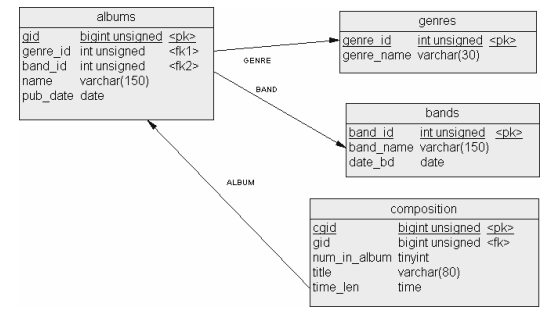 albums
gid bigint unsigned <pk>
genre_id int unsigned <fk1>
band_id int unsigned <fk2>
name varchar(150)
pub_date date
genres
genre_id int unsigned <pk>
genre_name varchar(30)
GENRE
BAND
bands
band_id int unsigned <pk>
band_name varchar(150)
date_bd date
ALBUM
composition
cgid bigint unsigned <pk>
gid bigint unsigned <fk>
num_in_album tinyint
title varchar(80)
time_len time